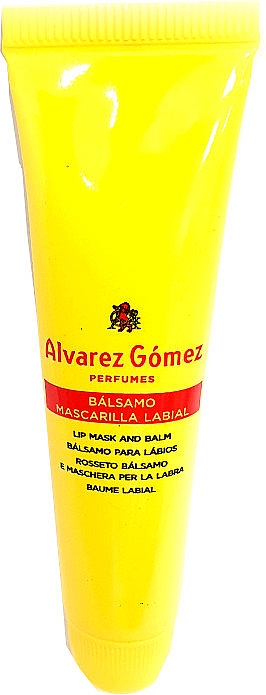 Alvarez Gómez
PERFUMES
BÁLSAMO
MASCARILLA LABIAL
LIP MASK AND BALM
BÁLSAMO PARA LÁBIOS
ROSSETO BÁLSAMO
E MASCHERA PER LA LABRA
BAUME LABIAL